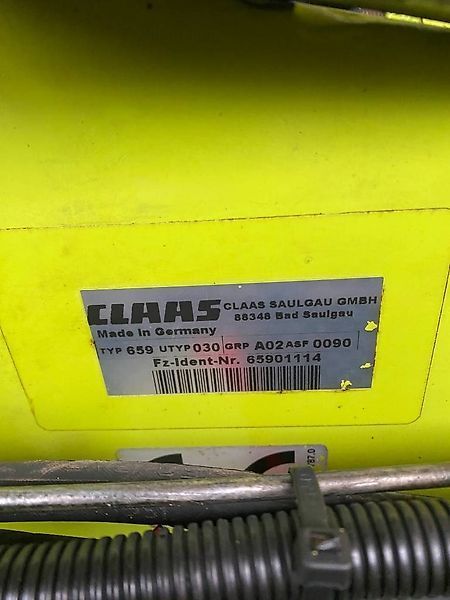 CLAAS CLAAS SAULGAU GMBH
88348 Bad Saulgau
Made in Germany
TYP 659 UTYP 030 GRP A02 ASF 0090
Fz-Ident-Nr. 65901114